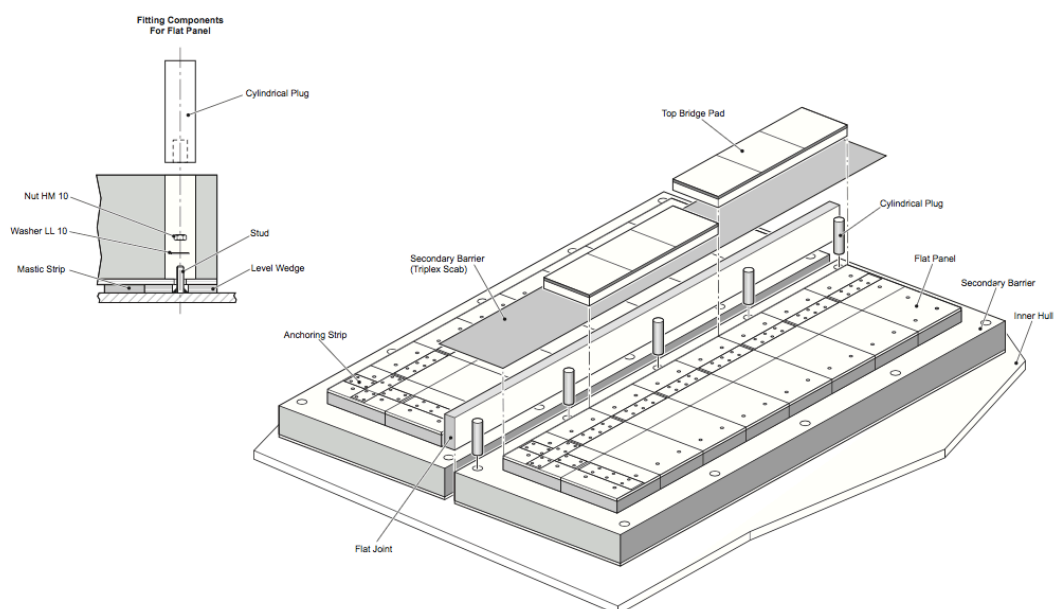 Fitting Components
For Flat Panel
Cylindrical Plug
Nut HM 10
Washer LL 10
Stud
Mastic Strip
Level Wedge
Top Bridge Pad
Cylindrical Plug
Secondary Barrier
(Triplex Scab)
Flat Panel
Secondary Barrier
Inner Hull
Anchoring Strip
Flat Joint